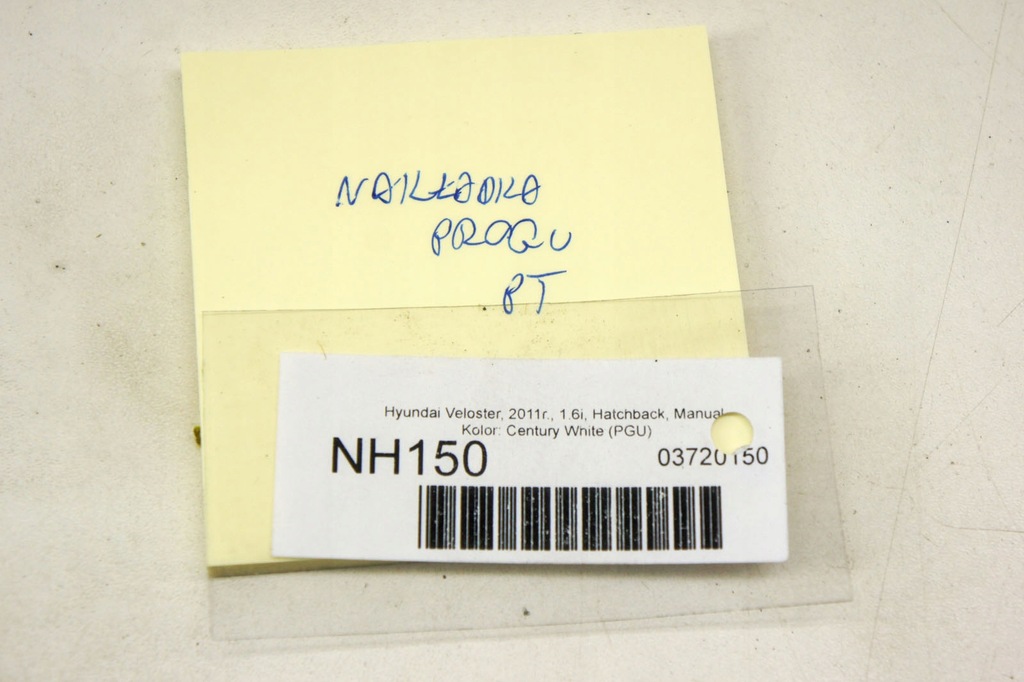 NAKŁADKA
PROGU
PT
Hyundai Veloster, 2011r., 1.6i, Hatchback, Manual
Kolor: Century White (PGU)
NH150
03720150